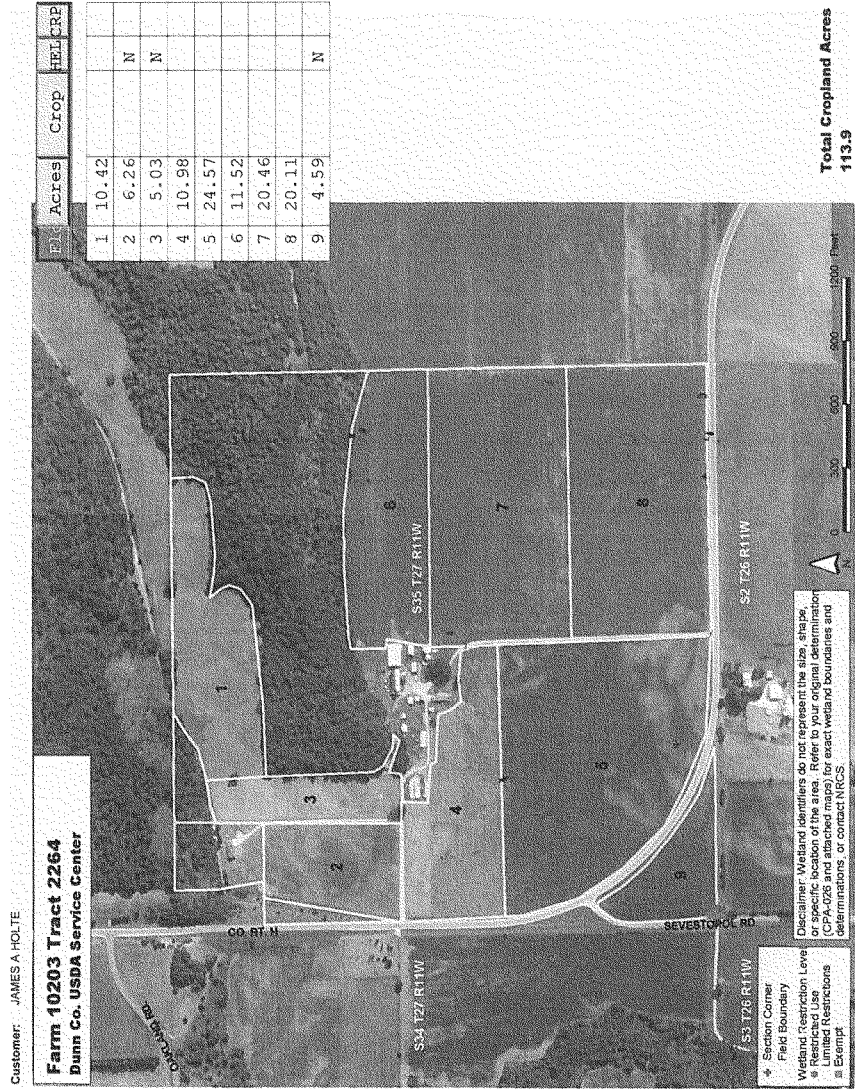 Customer: JAMES A HOLTE
Farm 10203 Tract 2264
Dunn Co. USDA Service Center
Acres Crop HEL CRP
1 10.42
2 6.26 N
3 5.03 N
4 10.98
5 24.57
6 11.52
7 20.46
8 20.11
9 4.59 N
Total Cropland Acres
113.9
OAKLAND RD.
CO RT H
SEVESTOPOL RD
S34 T27 R11W
S35 T27 R11W
S3 T26 R11W
S2 T26 R11W
1
2
3
4
5
6
7
8
9
Section Corner
Field Boundary
Wetland Restriction Level
Restricted Use
Limited Restrictions
Exempt
Disclaimer: Wetland identifiers do not represent the size, shape,
or specific location of the area. Refer to your original determination
(CPA-026 and attached maps) for exact wetland boundaries and
determinations, or contact NRCS.
N
0 300 600 900 1200 Feet